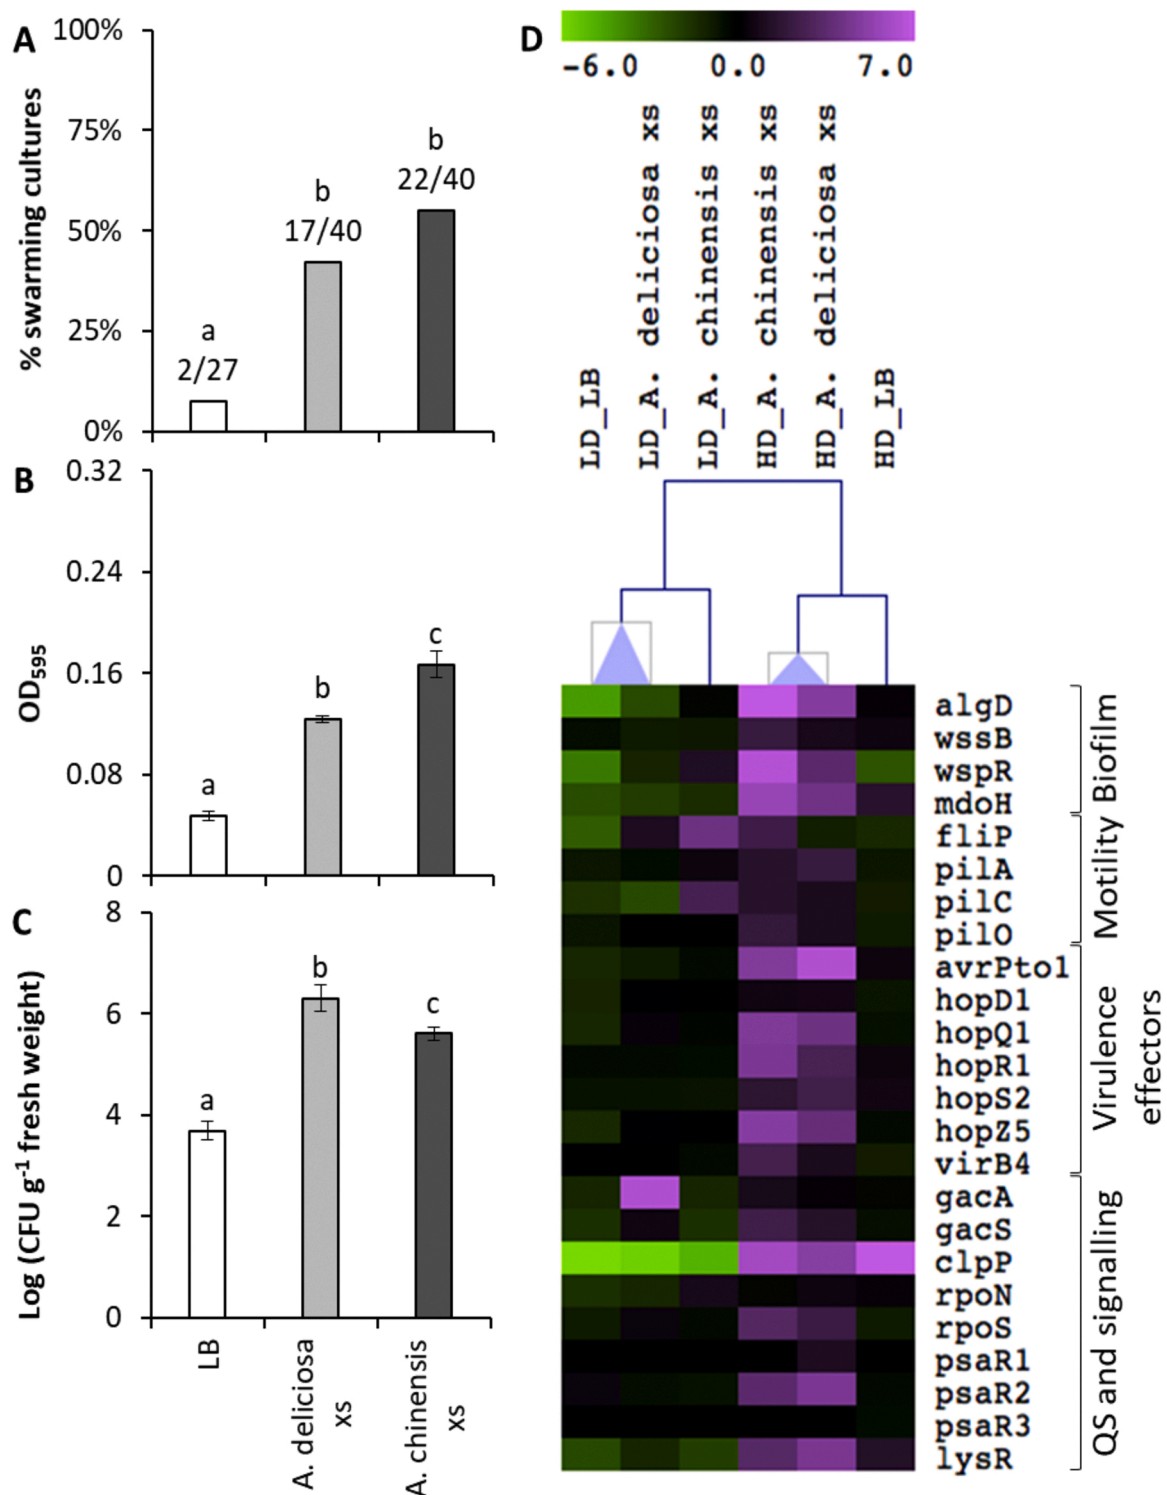 A
100%
75%
50%
25%
0%
% swarming cultures
a
2/27
b
17/40
b
22/40
B
0.32
0.24
0.16
0.08
0
OD595
a
b
c
C
8
6
4
2
0
Log (CFU g-1 fresh weight)
a
b
c
LB
A. deliciosa
xs
A. chinensis
xs
D
-6.0
0.0
7.0
LD_LB
LD_A. deliciosa xs
LD_A. chinensis xs
HD_A. chinensis xs
HD_A. deliciosa xs
HD_LB
algD
wssB
wspR
mdoH
fliP
pilA
pilC
pilO
avrPto1
hopD1
hopQ1
hopR1
hopS2
hopZ5
virB4
gacA
gacS
clpP
rpoN
rpoS
psaR1
psaR2
psaR3
lysR
Biofilm
Motility
Virulence
effectors
QS and signalling